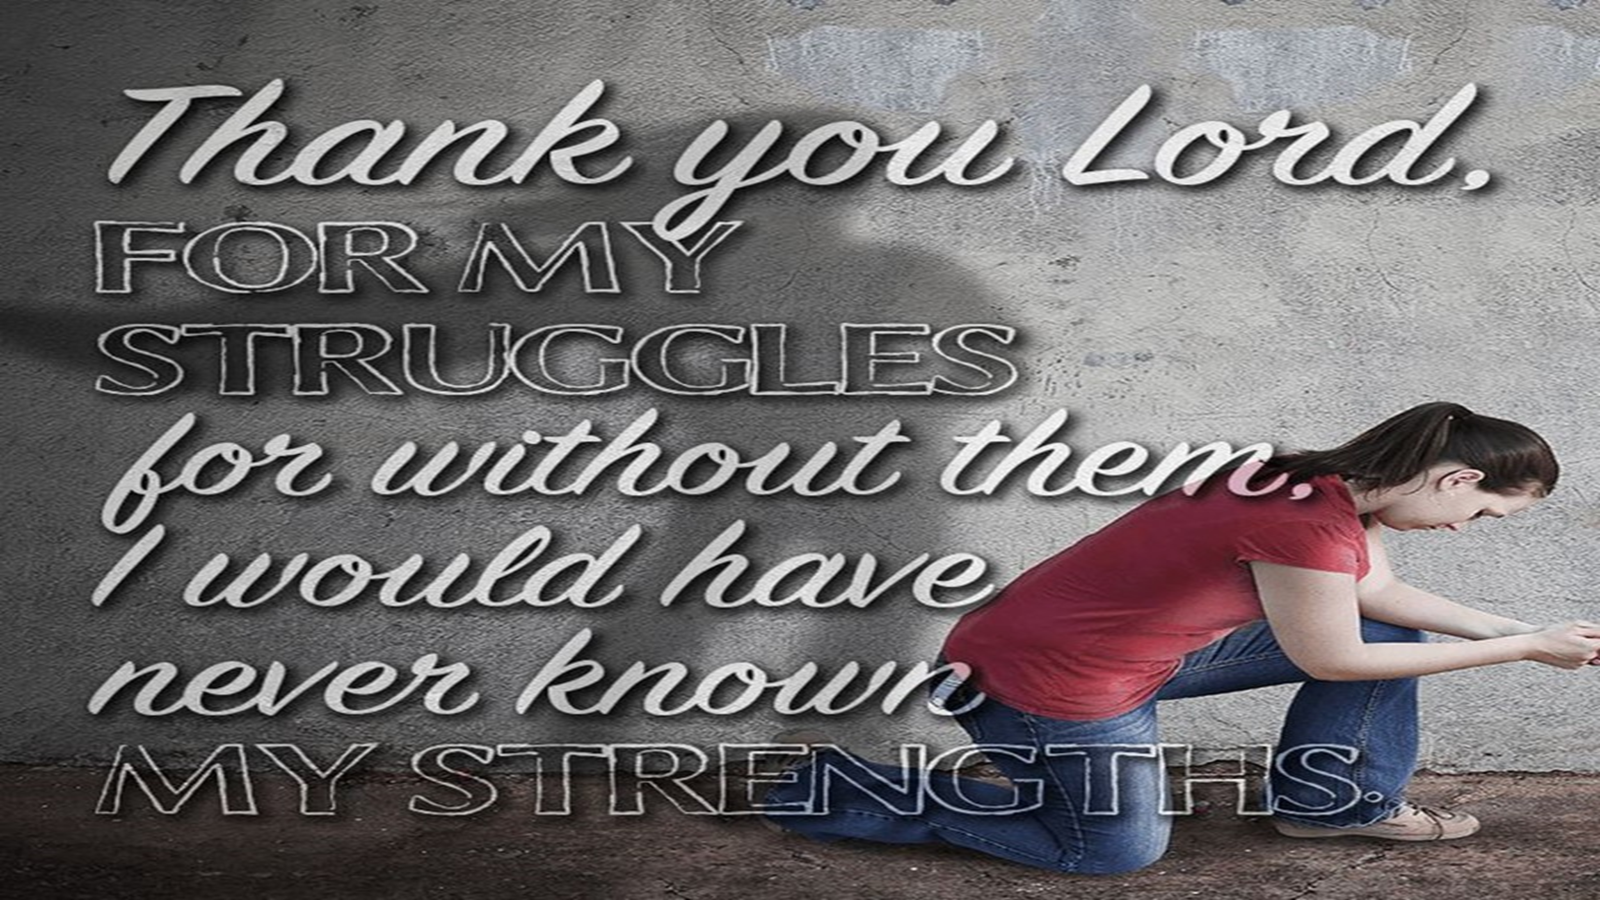 Thank you Lord,
FOR MY
STRUGGLES
for without them,
I would have
never known
MY STRENGTHS.